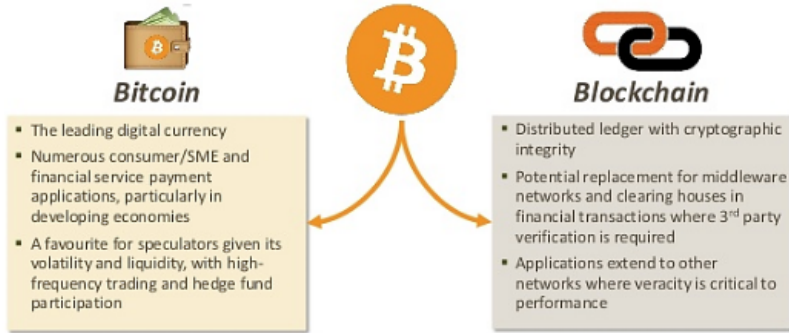 Bitcoin
▪ The leading digital currency
▪ Numerous consumer/SME and
financial service payment
applications, particularly in
developing economies
▪ A favourite for speculators given its
volatility and liquidity, with high-
frequency trading and hedge fund
participation
Blockchain
▪ Distributed ledger with cryptographic
integrity
▪ Potential replacement for middleware
networks and clearing houses in
financial transactions where 3rd party
verification is required
▪ Applications extend to other
networks where veracity is critical to
performance